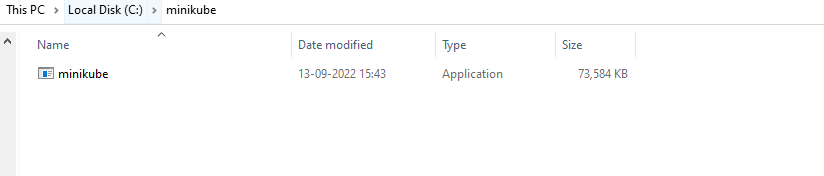 This PC > Local Disk (C:) > minikube
Name Date modified Type Size
minikube 13-09-2022 15:43 Application 73,584 KB